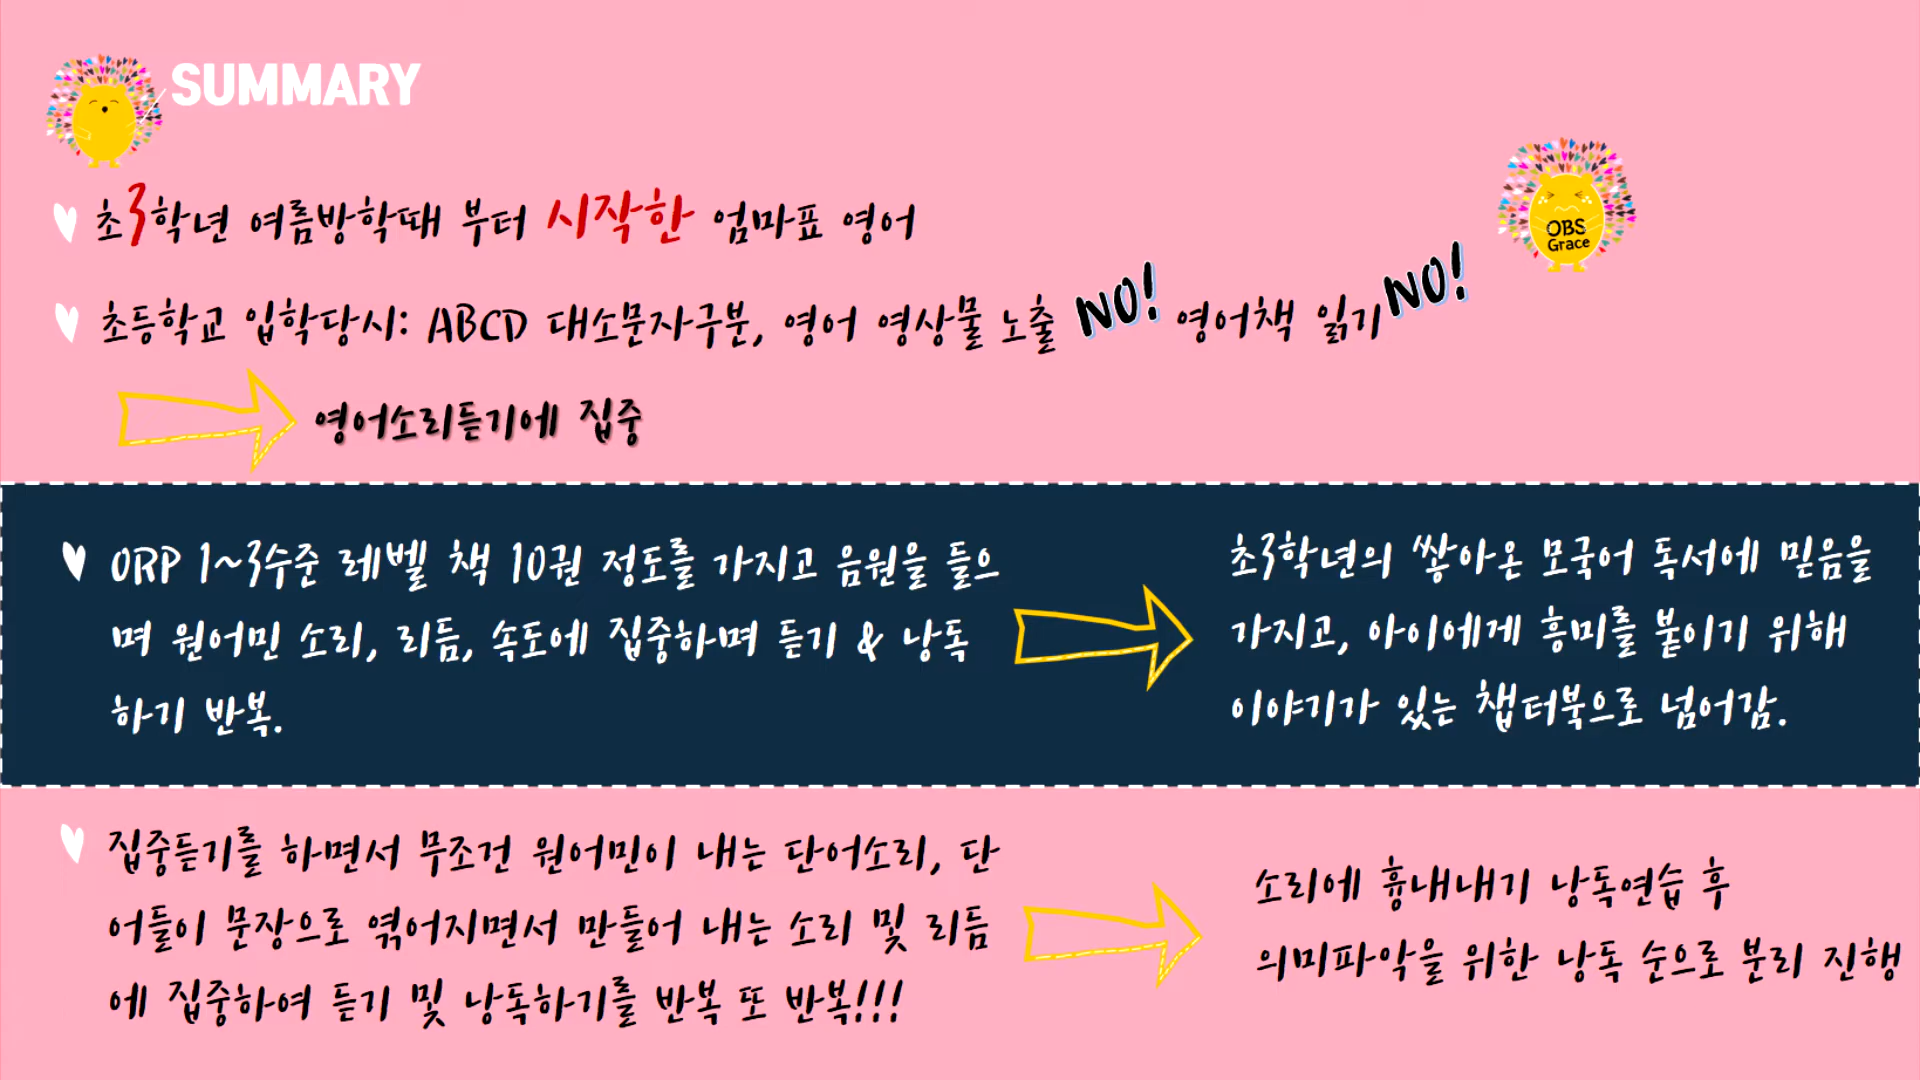 SUMMARY
OBS
Grace
초3학년 여름방학때 부터 시작한 엄마표 영어
초등학교 입학당시: ABCD 대소문자구분, 영어 영상물 노출 NO! 영어책 읽기 NO!
영어소리듣기에 집중
ORP 1~3수준 레벨 책 10권 정도를 가지고 음원을 들으
며 원어민 소리, 리듬, 속도에 집중하며 듣기 & 낭독
하기 반복.
초3학년의 쌓아온 모국어 독서에 믿음을
가지고, 아이에게 흥미를 붙이기 위해
이야기가 있는 챕터북으로 넘어감.
집중듣기를 하면서 무조건 원어민이 내는 단어소리, 단
어들이 문장으로 엮어지면서 만들어 내는 소리 및 리듬
에 집중하여 듣기 및 낭독하기를 반복 또 반복!!!
소리에 흉내내기 낭독연습 후
의미파악을 위한 낭독 순으로 분리 진행